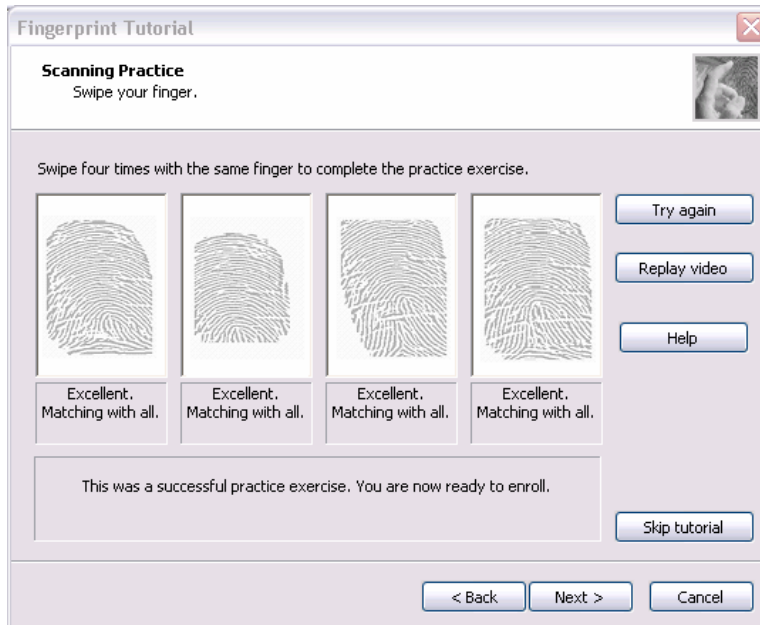 Fingerprint Tutorial
Scanning Practice
Swipe your finger.
Swipe four times with the same finger to complete the practice exercise.
Try again
Replay video
Help
Excellent.
Matching with all.
Excellent.
Matching with all.
Excellent.
Matching with all.
Excellent.
Matching with all.
This was a successful practice exercise. You are now ready to enroll.
Skip tutorial
< Back
Next >
Cancel